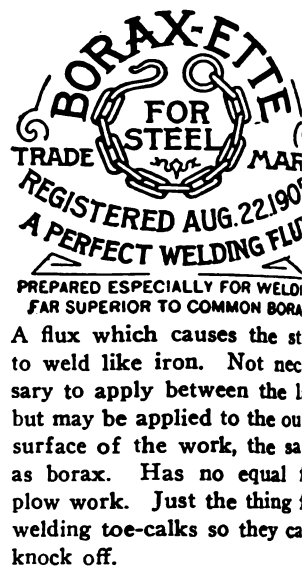 BORAX-ETTE
FOR
STEEL
TRADE MAR
REGISTERED AUG. 22.190
A PERFECT WELDING FLU
PREPARED ESPECIALLY FOR WELD
FAR SUPERIOR TO COMMON BORA
A flux which causes the st
to weld like iron. Not nec
sary to apply between the l
but may be applied to the ou
surface of the work, the sa
as borax. Has no equal f
plow work. Just the thing f
welding toe-calks so they ca
knock off.